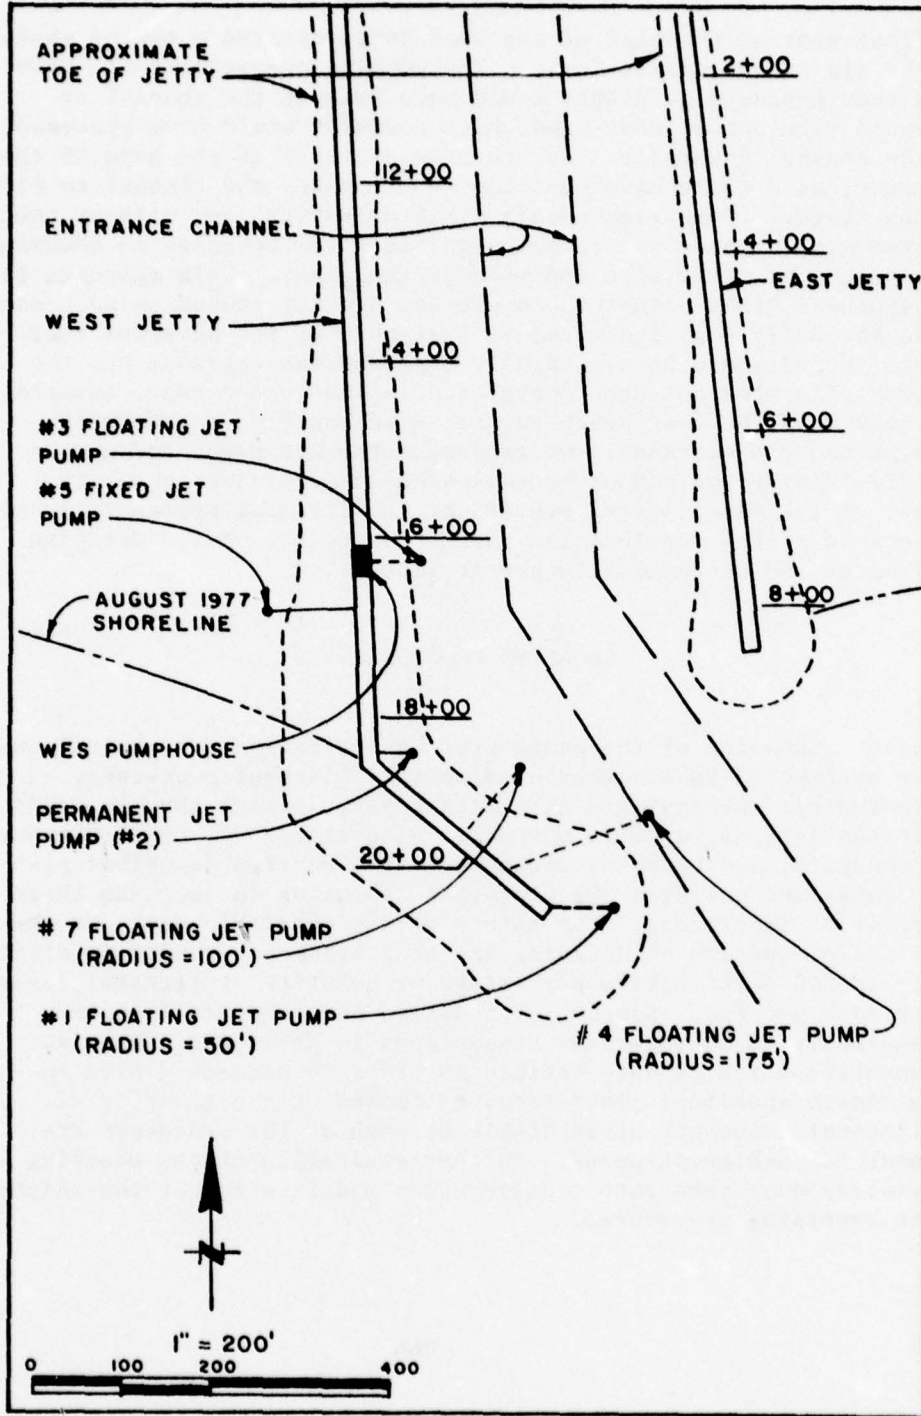 APPROXIMATE
TOE OF JETTY
2+00
12+00
ENTRANCE CHANNEL
4+00
EAST JETTY
WEST JETTY
14+00
#3 FLOATING JET
PUMP
6+00
#5 FIXED JET
PUMP
16+00
AUGUST 1977
SHORELINE
8+00
18+00
WES PUMPHOUSE
PERMANENT JET
PUMP (#2)
20+00
#7 FLOATING JET PUMP
(RADIUS=100')
#1 FLOATING JET PUMP
(RADIUS=50')
#4 FLOATING JET PUMP
(RADIUS=175')
N
1" = 200'
0 100 200 400